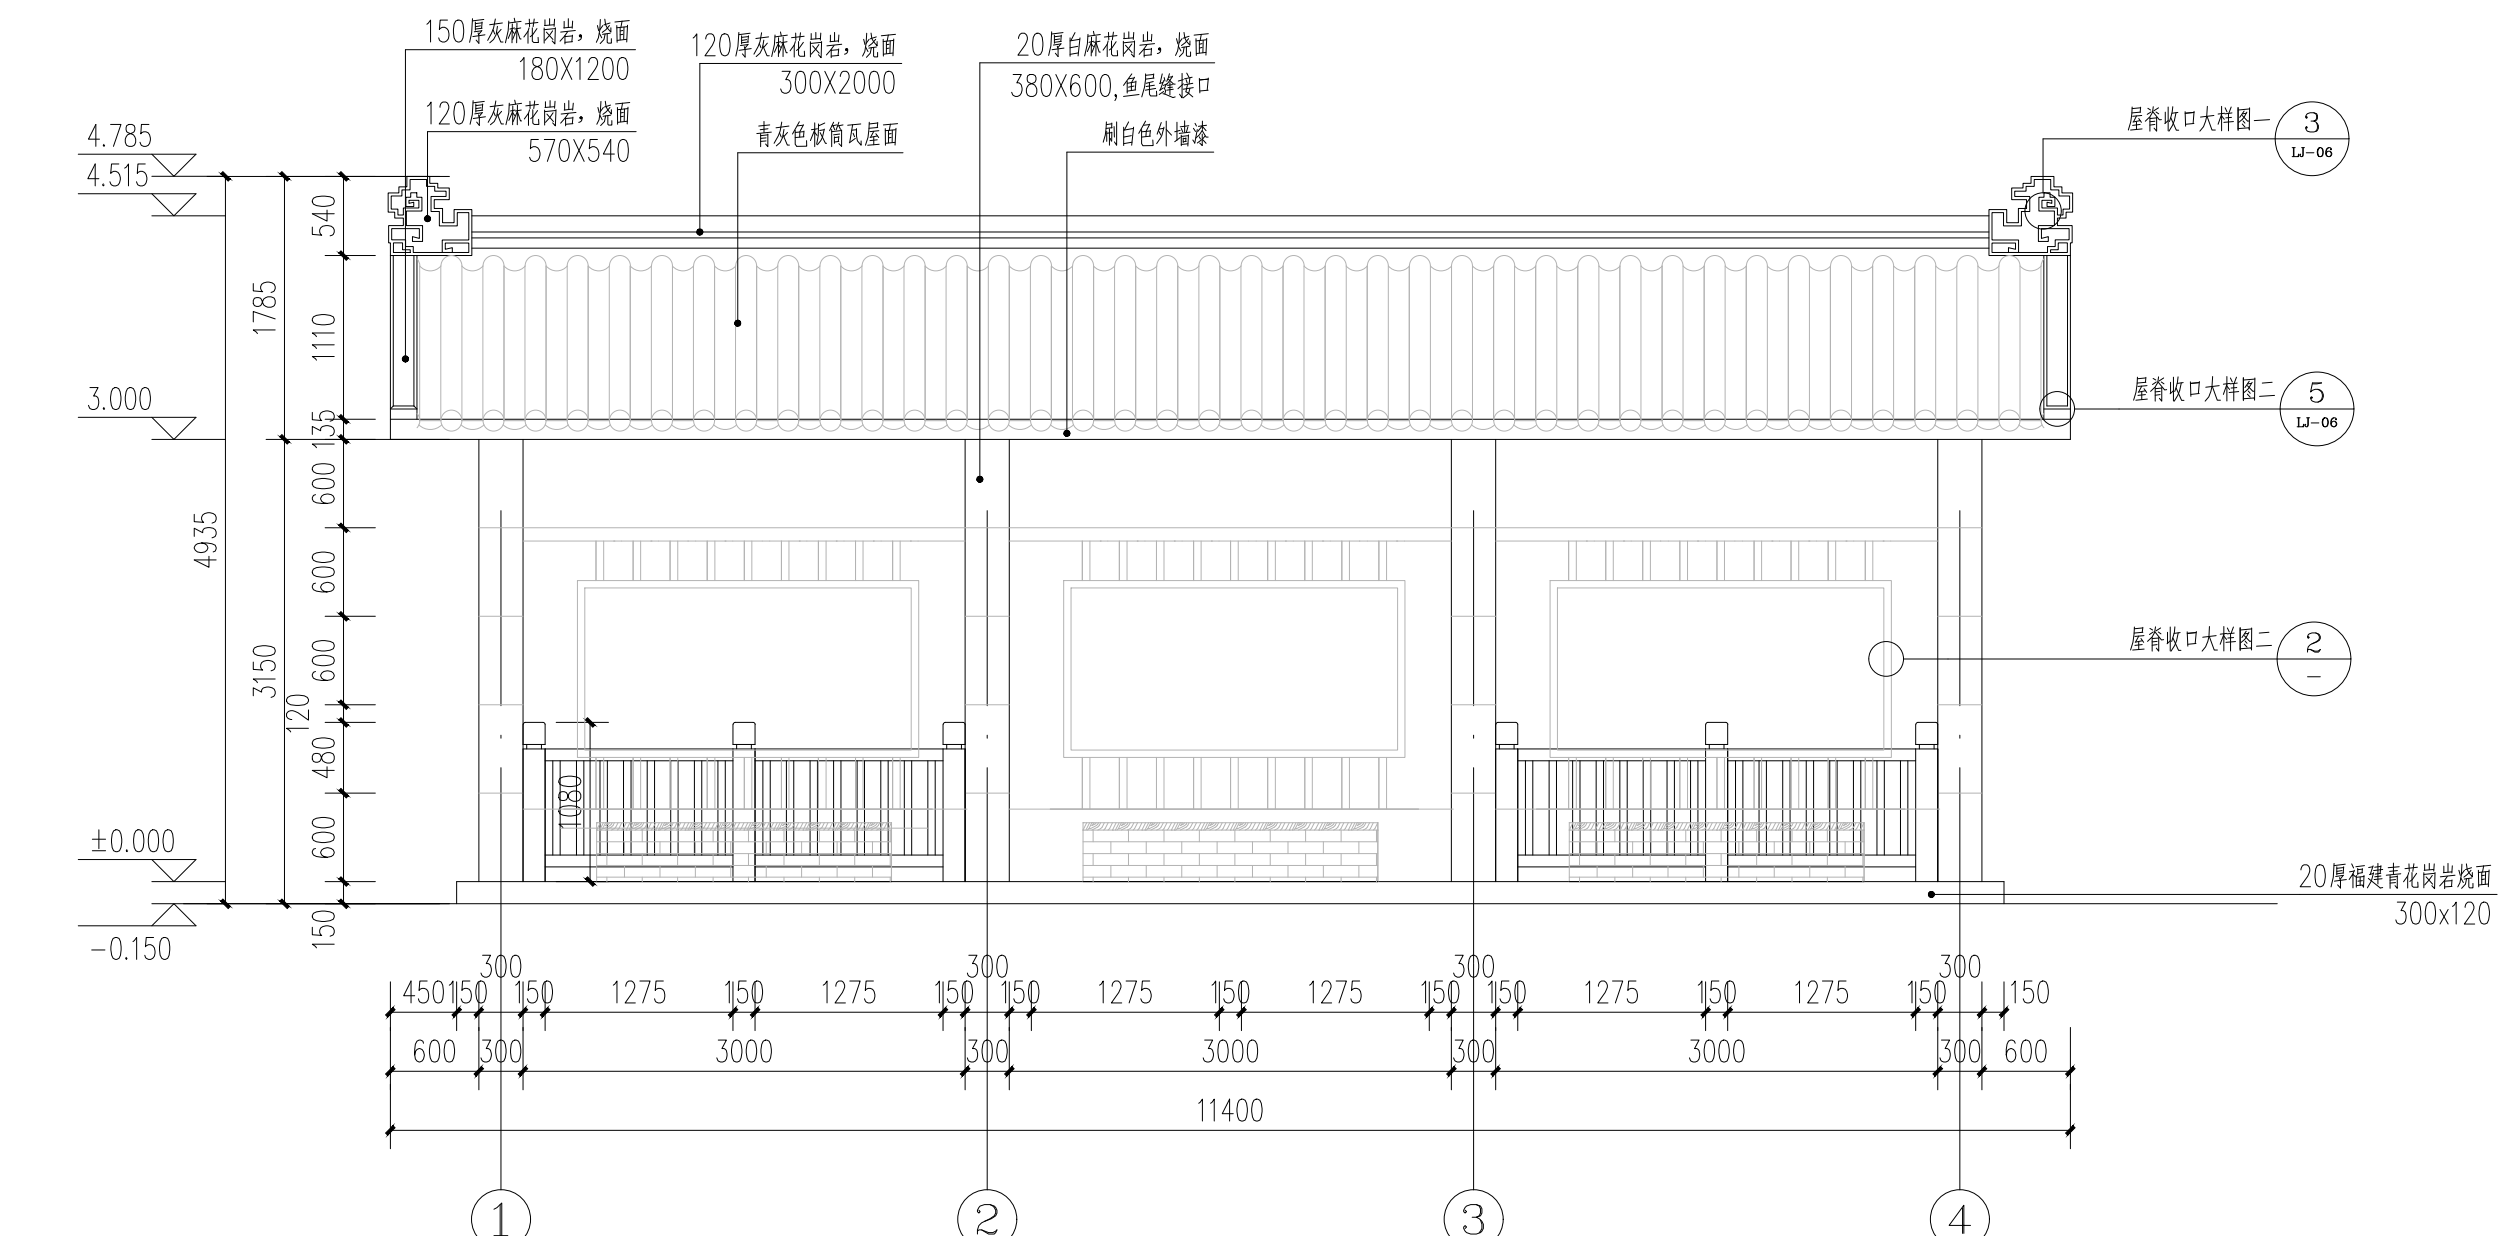 150厚灰麻花岗岩，烧面
180X1200
120厚灰麻花岗岩，烧面
570X540
120厚灰麻花岗岩，烧面
300X2000
青灰色板筒瓦屋面
20厚白麻花岗岩，烧面
380X600,鱼尾缝接口
刷白色外墙漆
屋脊收口大样图一
3
LJ-06
屋脊收口大样图二
5
LJ-06
屋脊收口大样图二
2
-
20厚福建青花岗岩烧面
300x120
4.785
4.515
3.000
±0.000
-0.150
4935
1785
3150
540
1110
135
600
600
600
120
480
600
150
1080
300 300 300 300
450 150 150 1275 150 1275 150 150 1275 150 1275 150 150 1275 150 1275 150 150
600 300 3000 300 3000 300 3000 300 600
11400
1 2 3 4